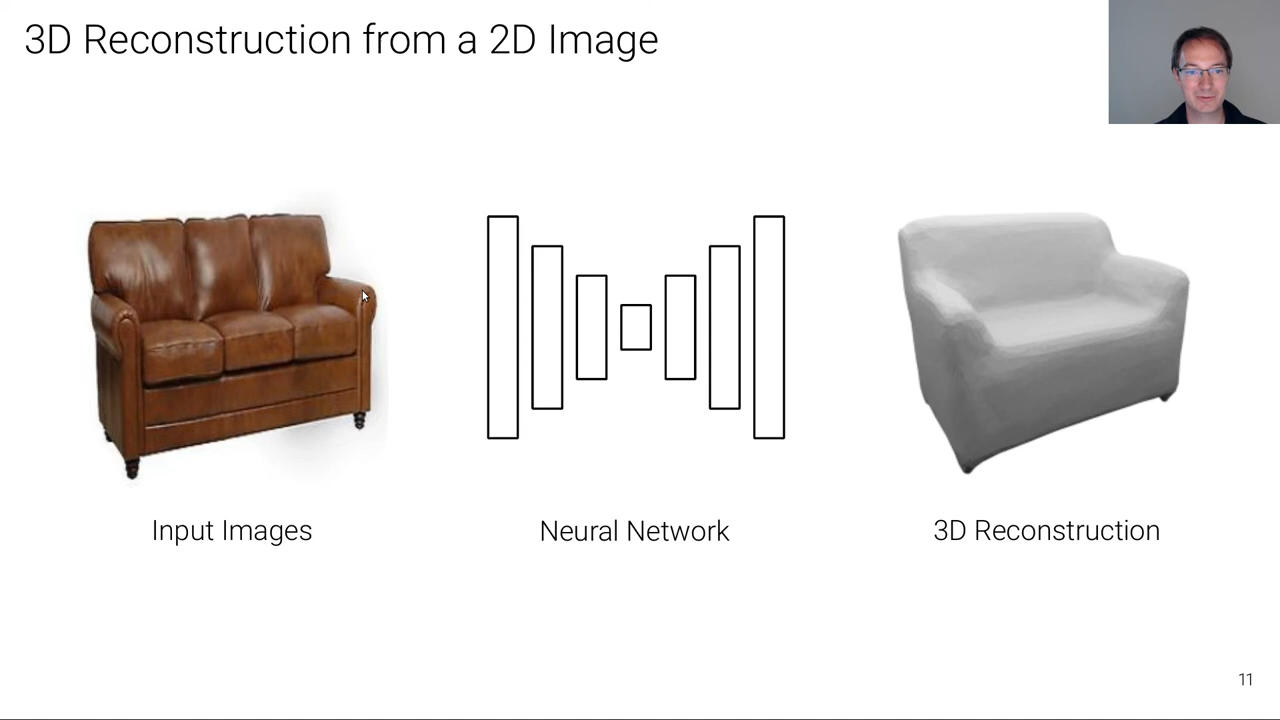 3D Reconstruction from a 2D Image
Input Images
Neural Network
3D Reconstruction
11